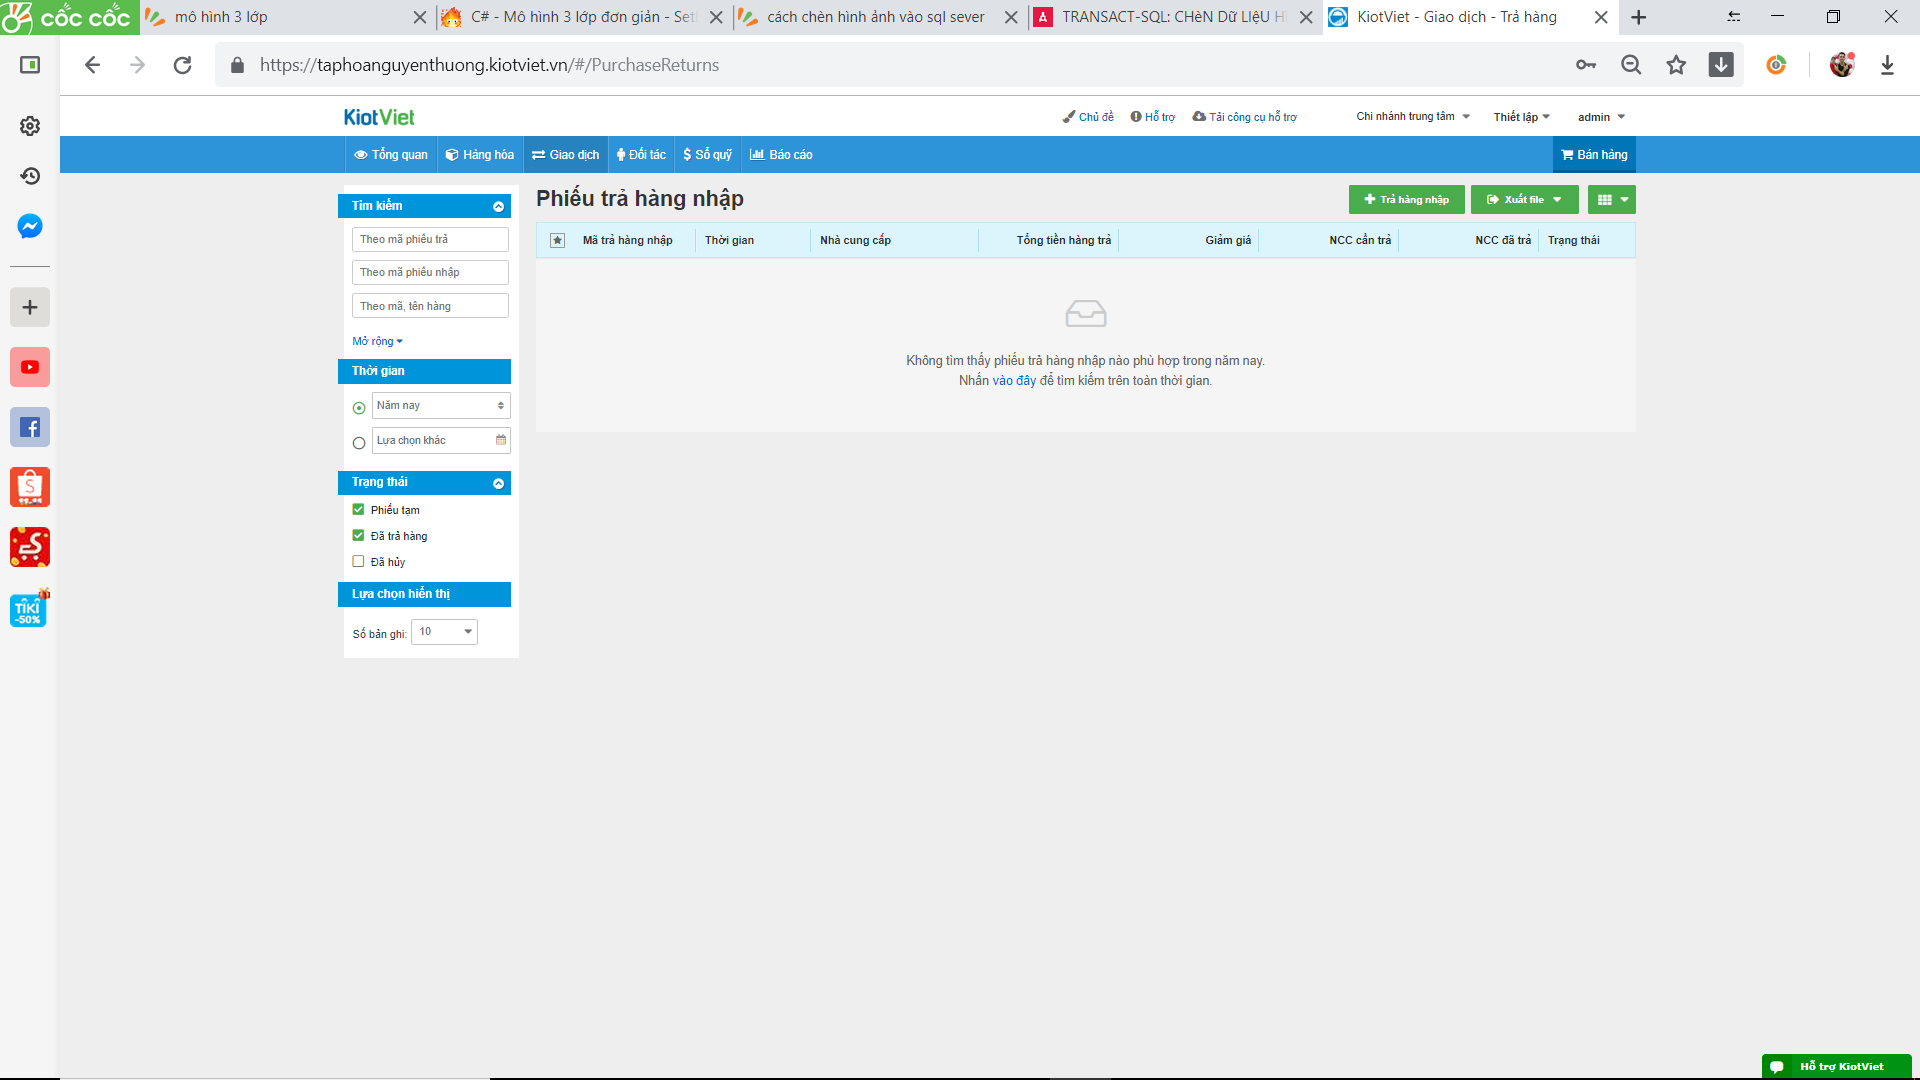 cốc cốc
mô hình 3 lớp
C# - Mô hình 3 lớp đơn giản - Set
cách chèn hình ảnh vào sql sever
TRANSACT-SQL: CHèN Dữ LIệU H
KiotViet - Giao dịch - Trả hàng
https://taphoanguyenthuong.kiotviet.vn/#/PurchaseReturns
KiotViet
Chủ đề
Hỗ trợ
Tải công cụ hỗ trợ
Chi nhánh trung tâm
Thiết lập
admin
Tổng quan
Hàng hóa
Giao dịch
Đối tác
Sổ quỹ
Báo cáo
Bán hàng
Phiếu trả hàng nhập
Trả hàng nhập
Xuất file
Tìm kiếm
Theo mã phiếu trả
Theo mã phiếu nhập
Theo mã, tên hàng
Mở rộng
Thời gian
Năm nay
Lựa chọn khác
Trạng thái
Phiếu tạm
Đã trả hàng
Đã hủy
Lựa chọn hiển thị
Số bản ghi: 10
Mã trả hàng nhập
Thời gian
Nhà cung cấp
Tổng tiền hàng trả
Giảm giá
NCC cần trả
NCC đã trả
Trạng thái
Không tìm thấy phiếu trả hàng nhập nào phù hợp trong năm nay.
Nhấn vào đây để tìm kiếm trên toàn thời gian.
TIKI
-50%
Hỗ trợ KiotViet